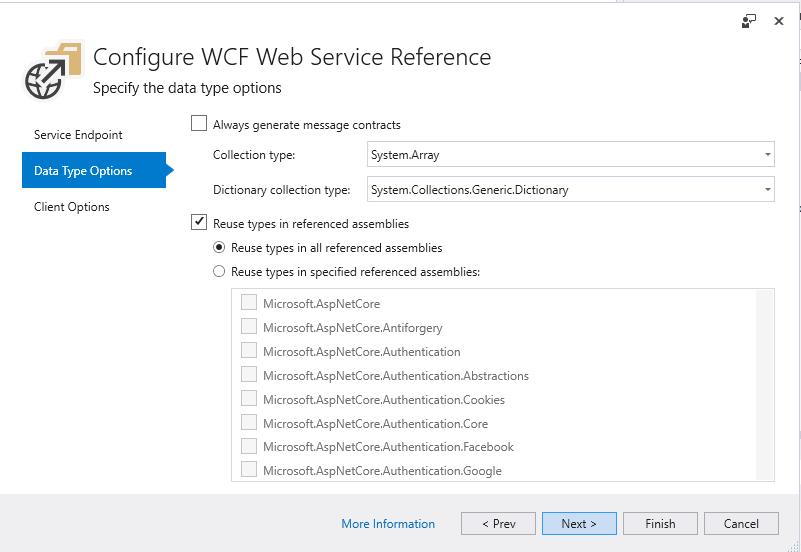 Configure WCF Web Service Reference
Specify the data type options
Service Endpoint
Data Type Options
Client Options
Always generate message contracts
Collection type: System.Array
Dictionary collection type: System.Collections.Generic.Dictionary
Reuse types in referenced assemblies
Reuse types in all referenced assemblies
Reuse types in specified referenced assemblies:
Microsoft.AspNetCore
Microsoft.AspNetCore.Antiforgery
Microsoft.AspNetCore.Authentication
Microsoft.AspNetCore.Authentication.Abstractions
Microsoft.AspNetCore.Authentication.Cookies
Microsoft.AspNetCore.Authentication.Core
Microsoft.AspNetCore.Authentication.Facebook
Microsoft.AspNetCore.Authentication.Google
More Information < Prev Next > Finish Cancel